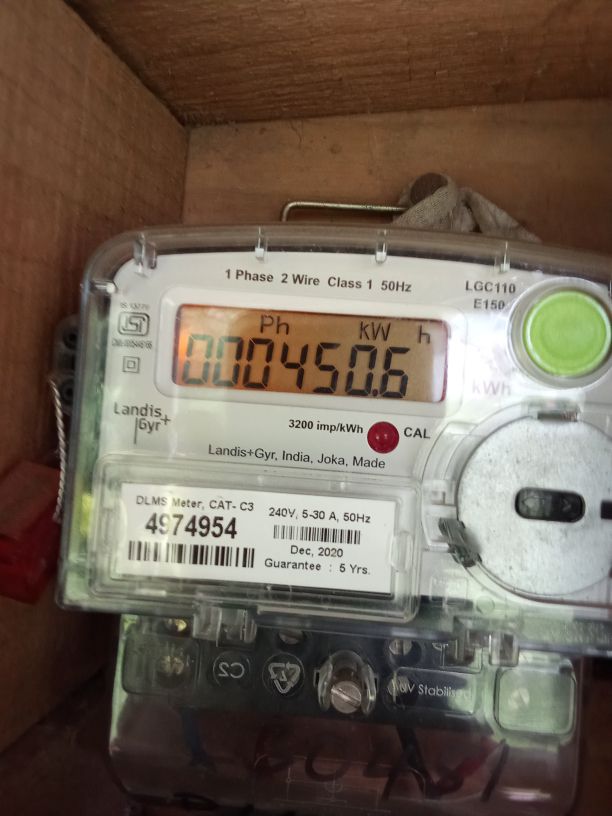 1 Phase 2 Wire Class 1 50Hz
LGC110
E150
Ph kW h
000450.6
kWh
Landis+
Gyr
3200 imp/kWh
CAL
Landis+Gyr, India, Joka, Made
DLMS Meter, CAT- C3
4974954
240V, 5-30 A, 50Hz
Dec, 2020
Guarantee : 5 Yrs.
C2
UV Stabilised